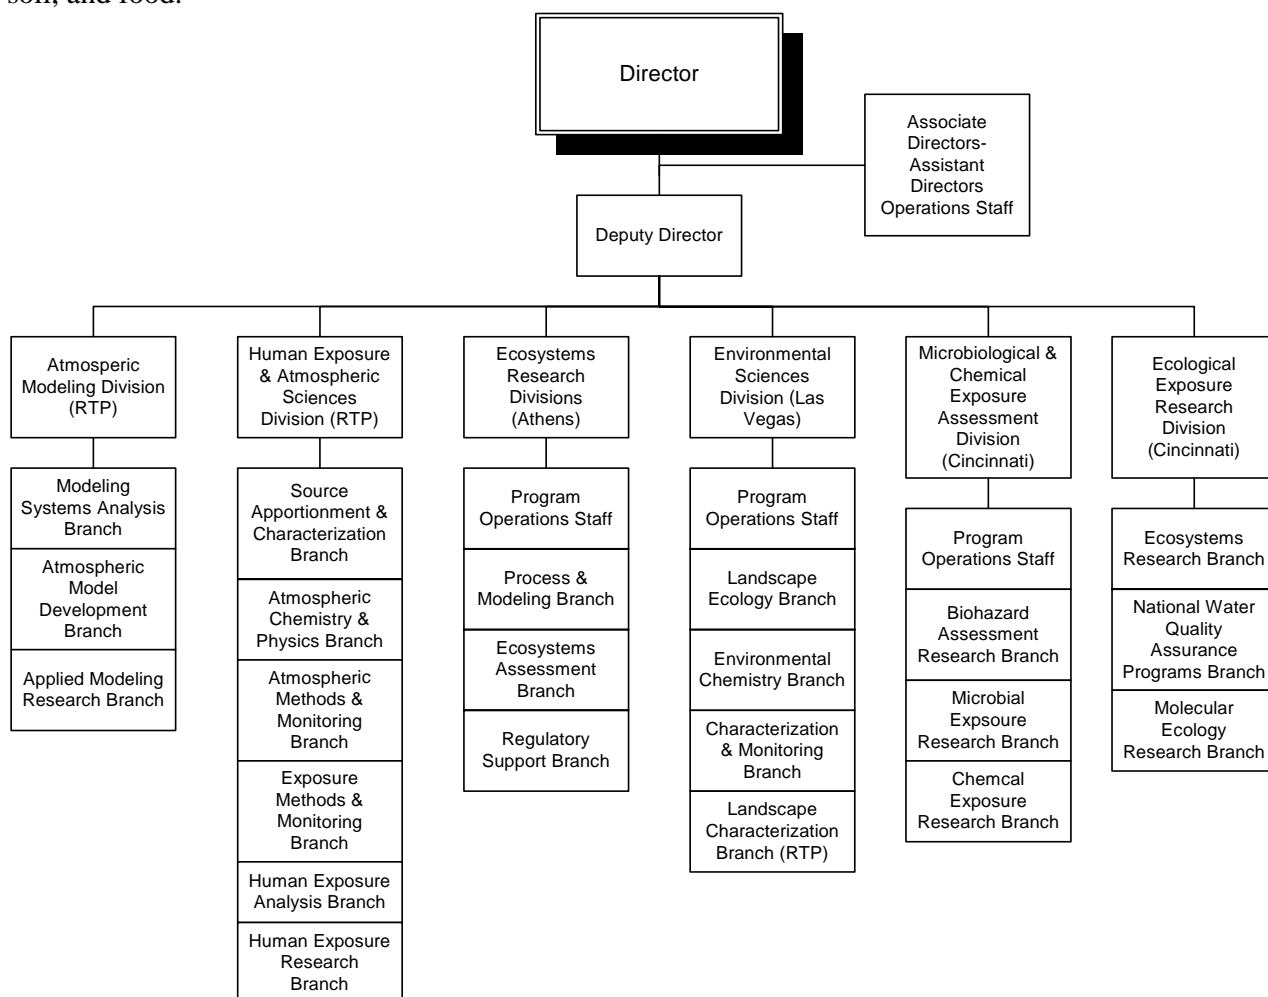 soil, and food.
Director
Associate
Directors-
Assistant
Directors
Operations Staff
Deputy Director
Atmosperic
Modeling Division
(RTP)
Human Exposure
& Atmospheric
Sciences
Division (RTP)
Ecosystems
Research
Divisions
(Athens)
Environmental
Sciences
Division (Las
Vegas)
Microbiological &
Chemical
Exposure
Assessment
Division
(Cincinnati)
Ecological
Exposure
Research
Division
(Cincinnati)
Modeling
Systems Analysis
Branch
Atmospheric
Model
Development
Branch
Applied Modeling
Research Branch
Source
Apportionment &
Characterization
Branch
Atmospheric
Chemistry &
Physics Branch
Atmospheric
Methods &
Monitoring
Branch
Exposure
Methods &
Monitoring
Branch
Human Exposure
Analysis Branch
Human Exposure
Research
Branch
Program
Operations Staff
Process &
Modeling Branch
Ecosystems
Assessment
Branch
Regulatory
Support Branch
Program
Operations Staff
Landscape
Ecology Branch
Environmental
Chemistry Branch
Characterization
& Monitoring
Branch
Landscape
Characterization
Branch (RTP)
Program
Operations Staff
Biohazard
Assessment
Research Branch
Microbial
Expsoure
Research Branch
Chemcal
Exposure
Research Branch
Ecosystems
Research Branch
National Water
Quality
Assurance
Programs Branch
Molecular
Ecology
Research Branch